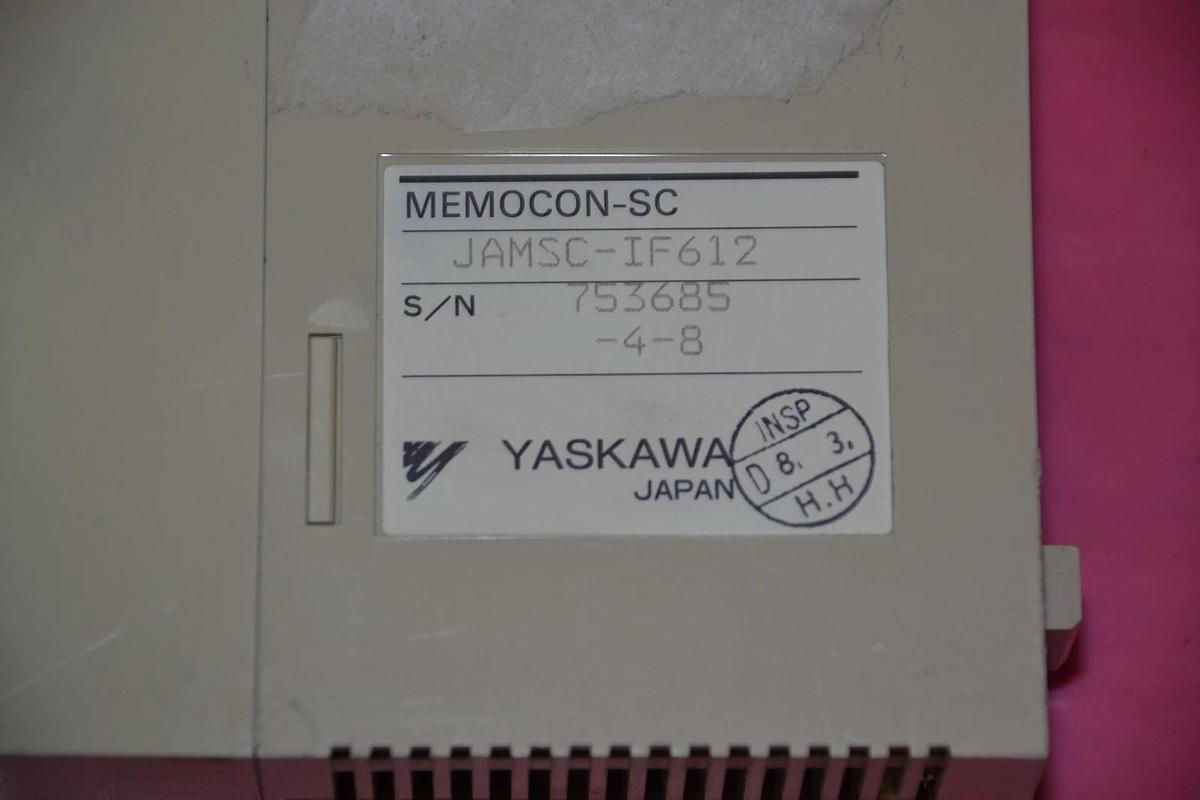 MEMOCON-SC
JAMSC-IF612
S/N 753685
-4-8
YASKAWA
JAPAN
INSP
D 8. 3.
H.H